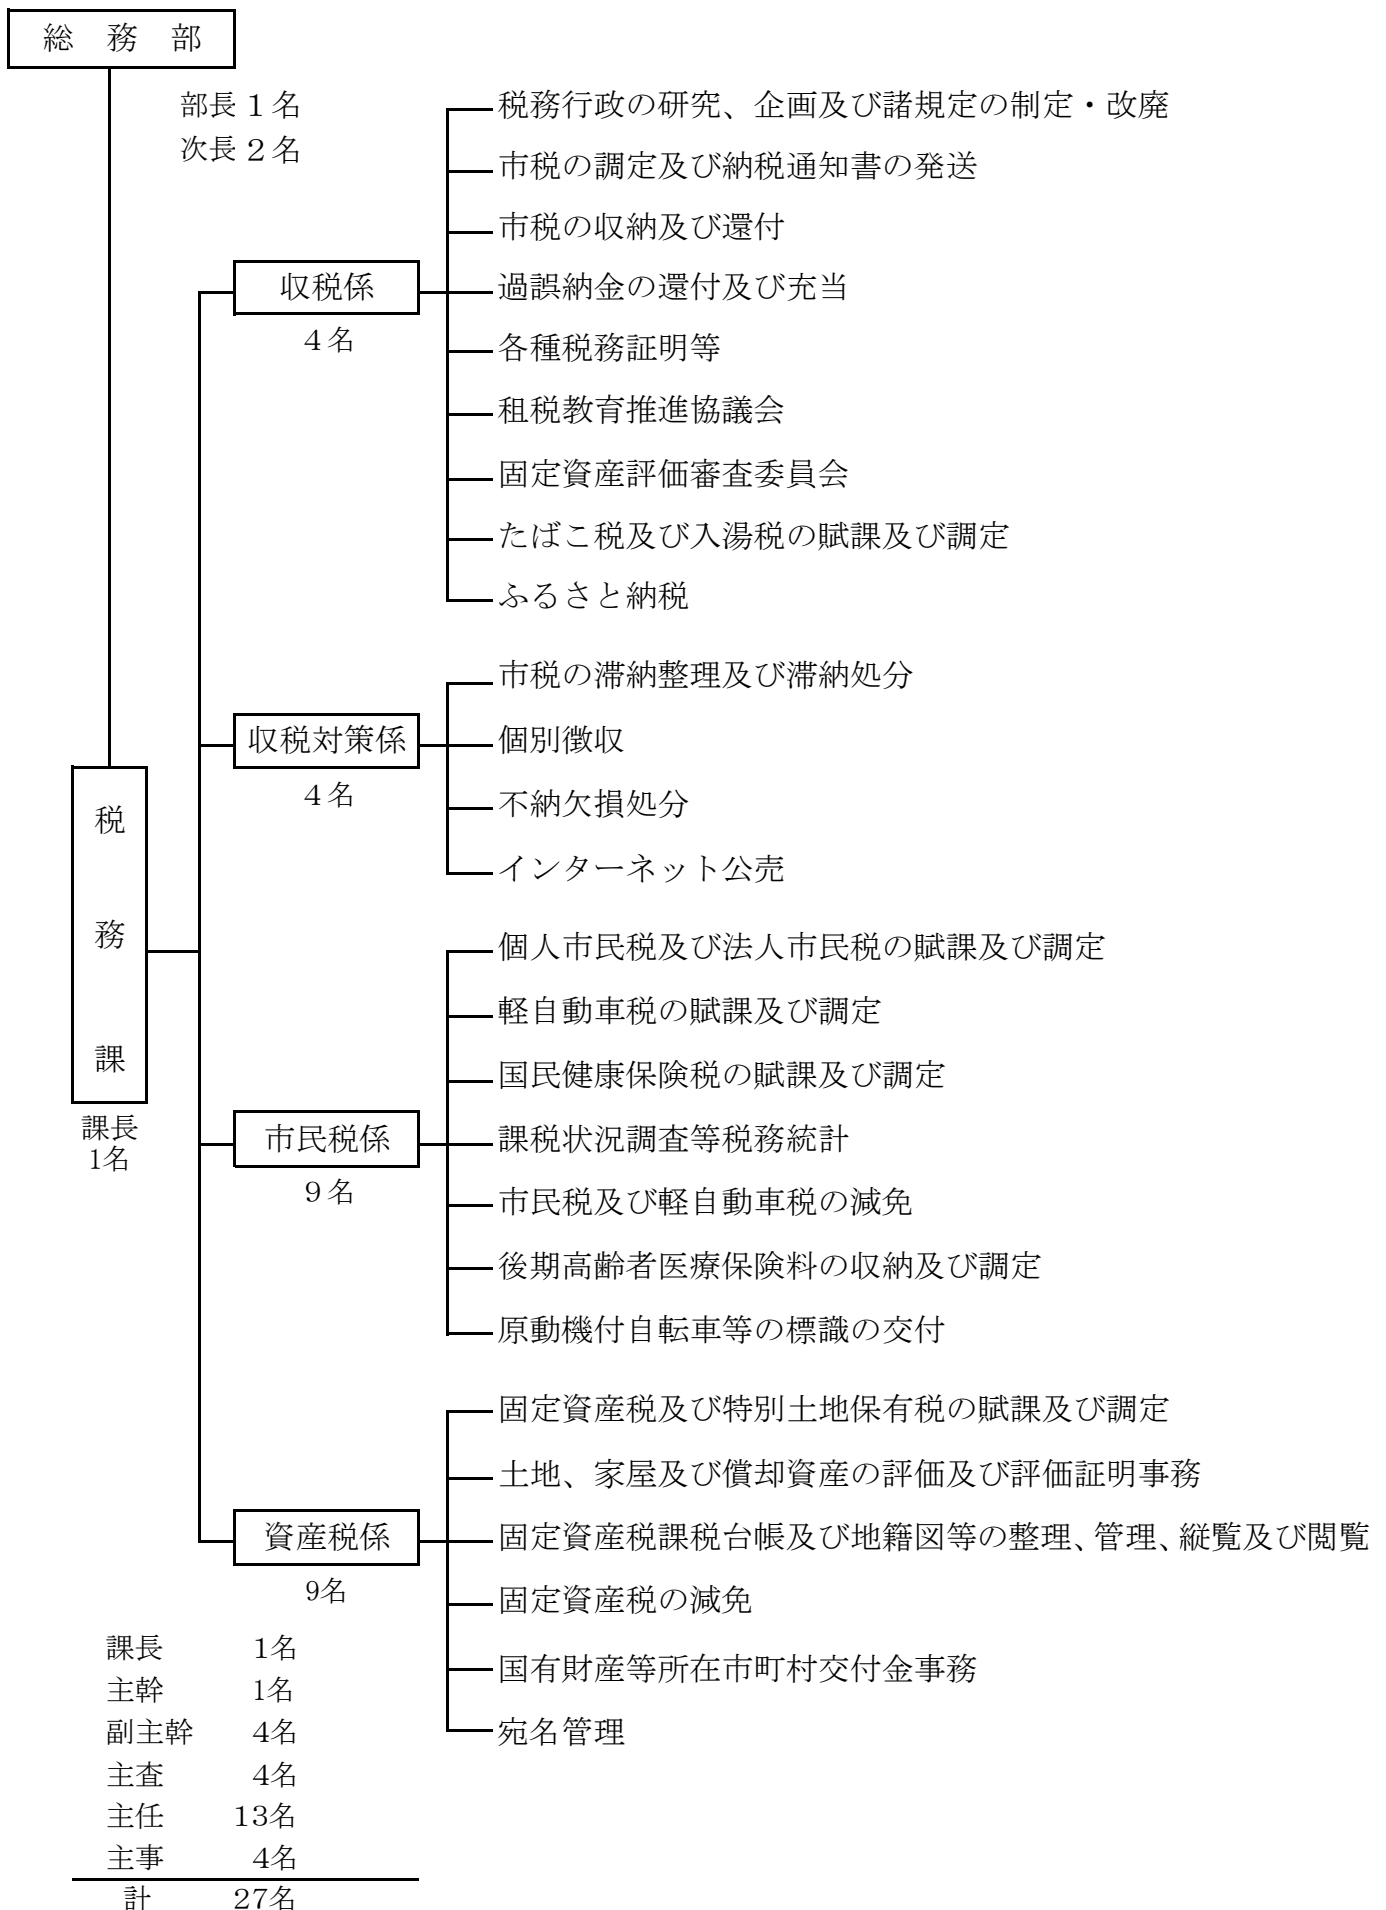 総　務　部
部長１名
次長２名
税務行政の研究、企画及び諸規定の制定・改廃
市税の調定及び納税通知書の発送
市税の収納及び還付
収税係
４名
過誤納金の還付及び充当
各種税務証明等
租税教育推進協議会
固定資産評価審査委員会
たばこ税及び入湯税の賦課及び調定
ふるさと納税
市税の滞納整理及び滞納処分
収税対策係
４名
個別徴収
不納欠損処分
インターネット公売
税
務
課
課長
1名
個人市民税及び法人市民税の賦課及び調定
軽自動車税の賦課及び調定
国民健康保険税の賦課及び調定
市民税係
９名
課税状況調査等税務統計
市民税及び軽自動車税の減免
後期高齢者医療保険料の収納及び調定
原動機付自転車等の標識の交付
固定資産税及び特別土地保有税の賦課及び調定
土地、家屋及び償却資産の評価及び評価証明事務
資産税係
9名
固定資産税課税台帳及び地籍図等の整理、管理、縦覧及び閲覧
固定資産税の減免
国有財産等所在市町村交付金事務
宛名管理
課長　1名
主幹　1名
副主幹　4名
主査　4名
主任　13名
主事　4名
計　27名